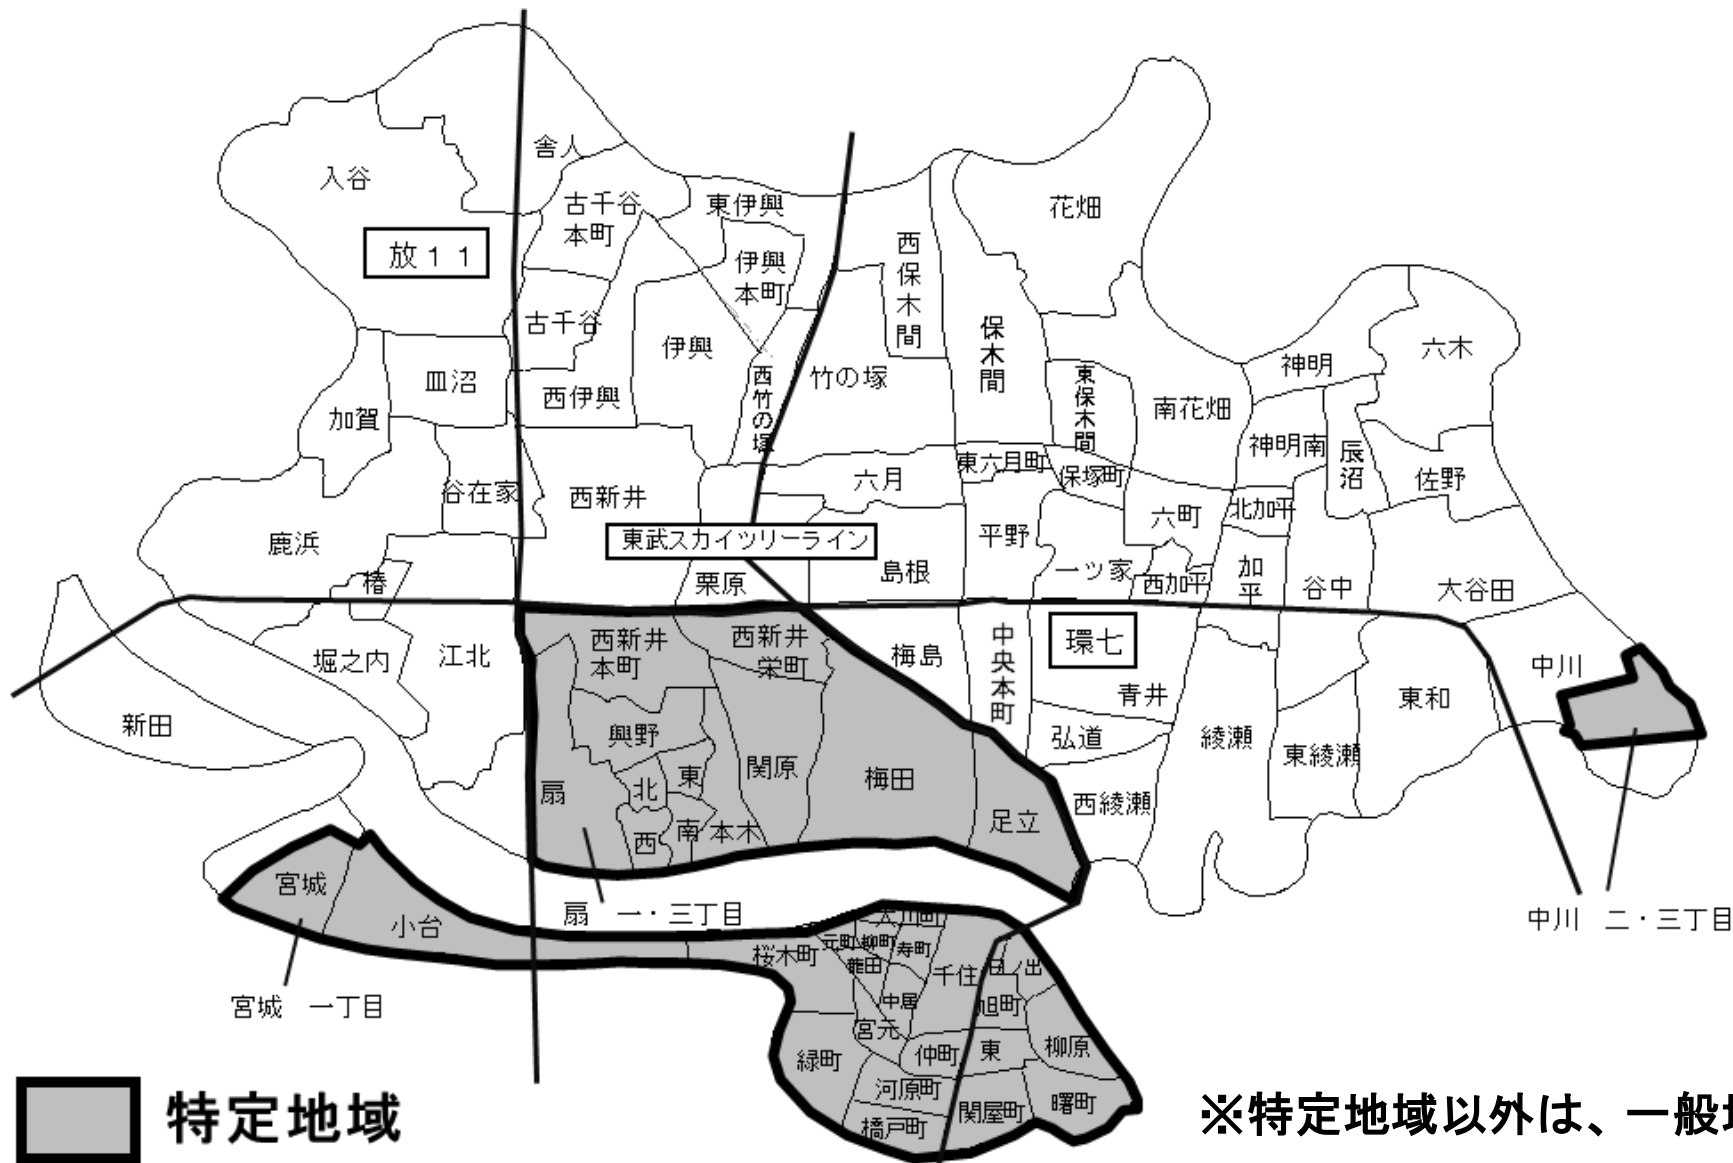 舎人
入谷
古千谷
本町
東伊興
花畑
放１１
伊興
本町
西保木間
古千谷
伊興
保木間
神明
六木
皿沼
西伊興
西竹の塚
竹の塚
東保木間
南花畑
加賀
神明南
辰沼
谷在家
西新井
六月
東六月町
保塚町
佐野
北加平
六町
鹿浜
東武スカイツリーライン
平野
椿
栗原
島根
一ツ家
西加平
加平
谷中
大谷田
堀之内
江北
西新井
本町
西新井
栄町
梅島
中央本町
環七
中川
新田
興野
青井
東和
関原
弘道
綾瀬
東綾瀬
扇
北
東
梅田
西
南
本木
足立
西綾瀬
宮城
小台
扇　一・三丁目
中川　二・三丁目
大川町
桜木町
元町
柳町
寿町
龍田
千住
日ノ出
宮城　一丁目
中居
旭町
宮元
緑町
仲町
東
柳原
河原町
関屋町
曙町
橋戸町
特定地域
※特定地域以外は、一般地